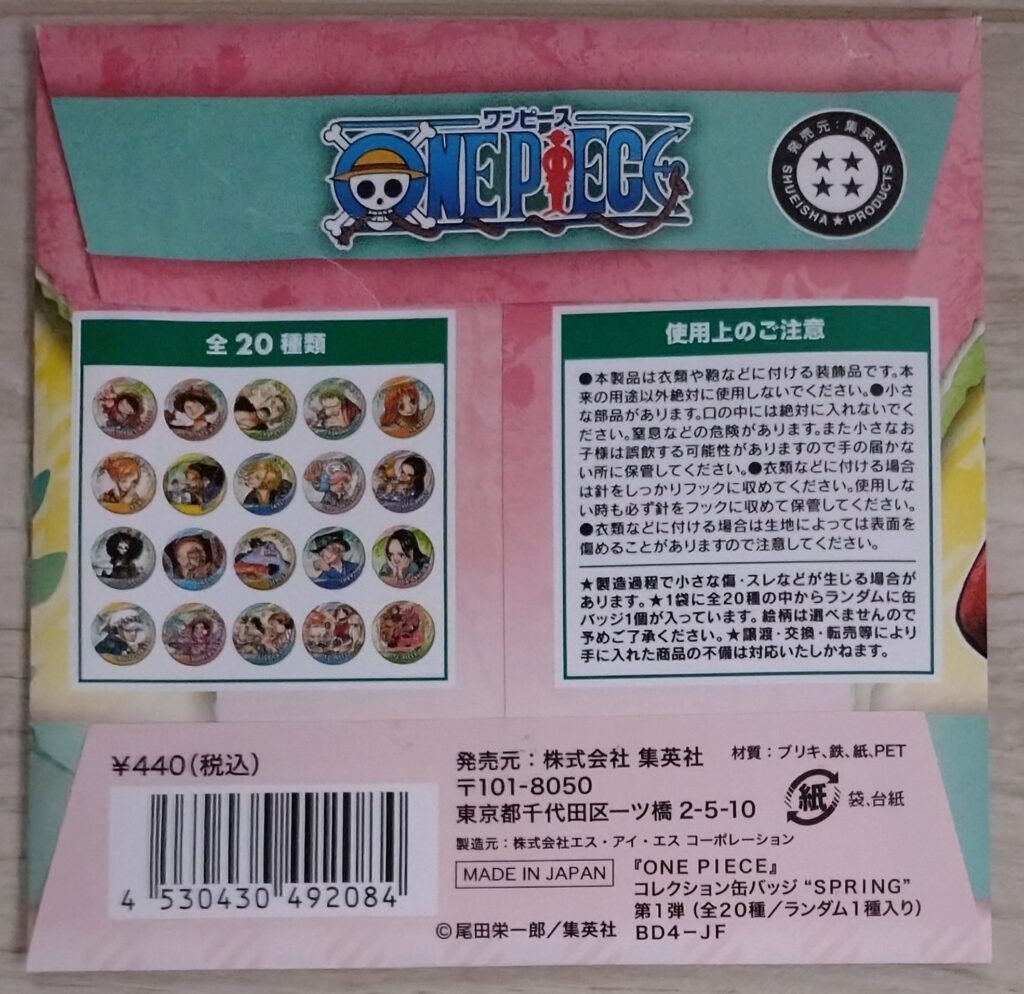 ワンピース
ONE PIECE
発売元：集英社
SHUEISHA★PRODUCTS
全20種類
使用上のご注意
●本製品は衣類や鞄などに付ける装飾品です。本
来の用途以外絶対に使用しないでください。●小さ
な部品があります。口の中には絶対に入れないでく
ださい。窒息などの危険があります。また小さなお
子様は誤飲する可能性がありますので手の届かな
い所に保管してください。●衣類などに付ける場合
は針をしっかりフックに収めてください。使用しな
い時も必ず針をフックに収めて保管してください。
●衣類などに付ける場合は生地によっては表面を
傷めることがありますので注意してください。
★製造過程で小さな傷・スレなどが生じる場合が
あります。★1袋に全20種の中からランダムに缶
バッジ1個が入っています。絵柄は選べませんので
予めご了承ください。★譲渡・交換・転売等により
手に入れた商品の不備は対応いたしかねます。
¥440(税込)
4 530430 492084
発売元：株式会社 集英社
〒101-8050
東京都千代田区一ツ橋 2-5-10
製造元：株式会社エス・アイ・エス コーポレーション
MADE IN JAPAN
©尾田栄一郎／集英社
材質：ブリキ、鉄、紙、PET
紙
袋、台紙
『ONE PIECE』
コレクション缶バッジ “SPRING”
第1弾（全20種／ランダム1種入り）
BD4-JF